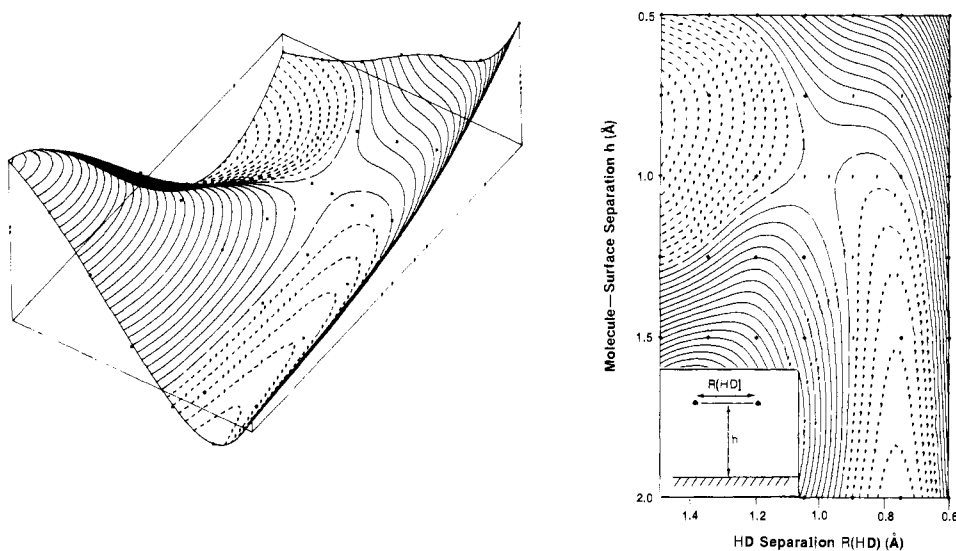 0.5
1.0
1.5
2.0
Molecule—Surface Separation h (Å)
R(HD)
h
1.4
1.2
1.0
0.8
0.6
HD Separation R(HD) (Å)